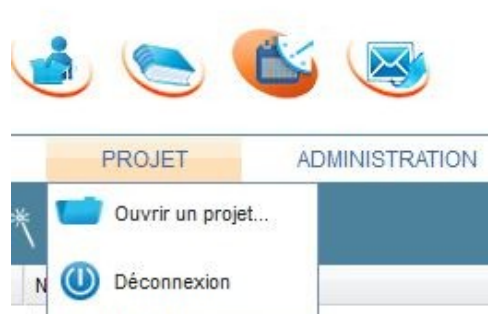 PROJET
ADMINISTRATION
Ouvrir un projet...
Déconnexion
N